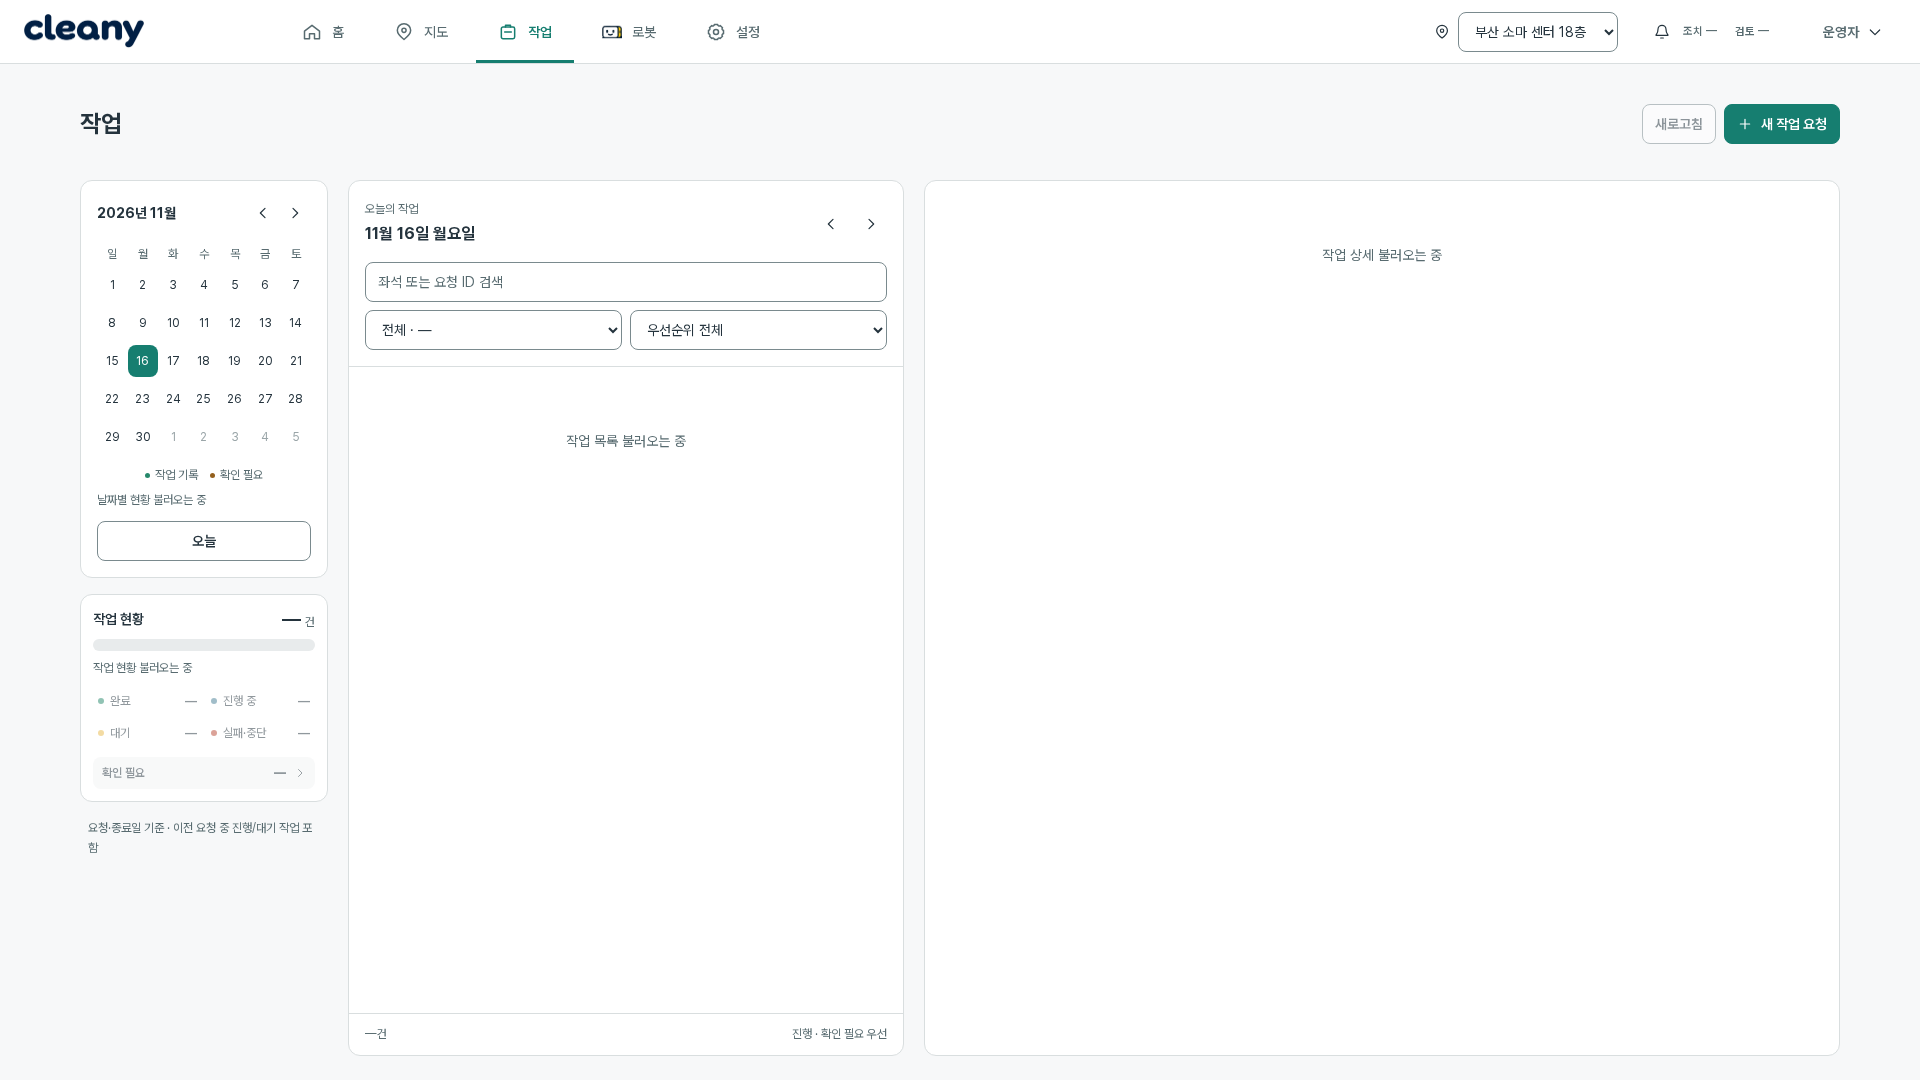 cleany
홈
지도
작업
로봇
설정
부산 소마 센터 18층
조치 —
검토 —
운영자
작업
새로고침
새 작업 요청
2026년 11월
일 월 화 수 목 금 토
1 2 3 4 5 6 7
8 9 10 11 12 13 14
15 16 17 18 19 20 21
22 23 24 25 26 27 28
29 30 1 2 3 4 5
작업 기록 확인 필요
날짜별 현황 불러오는 중
오늘
작업 현황 — 건
작업 현황 불러오는 중
완료 — 진행 중 —
대기 — 실패·중단 —
확인 필요 —
요청·종료일 기준 · 이전 요청 중 진행/대기 작업 포
함
오늘의 작업
11월 16일 월요일
좌석 또는 요청 ID 검색
전체 · —
우선순위 전체
작업 목록 불러오는 중
—건
진행 · 확인 필요 우선
작업 상세 불러오는 중